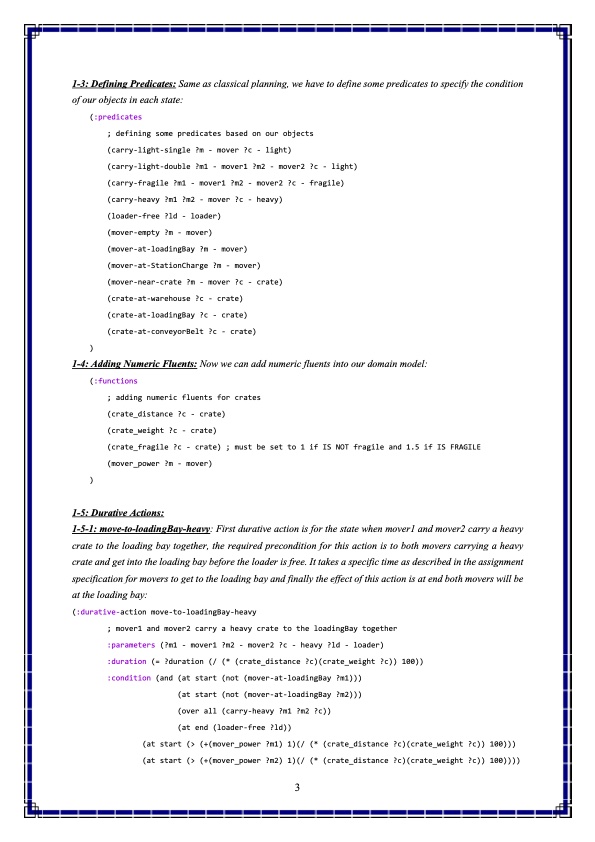 1-3: Defining Predicates: Same as classical planning, we have to define some predicates to specify the condition
of our objects in each state:
(:predicates
; defining some predicates based on our objects
(carry-light-single ?m - mover ?c - light)
(carry-light-double ?m1 - mover1 ?m2 - mover2 ?c - light)
(carry-fragile ?m1 - mover1 ?m2 - mover2 ?c - fragile)
(carry-heavy ?m1 ?m2 - mover ?c - heavy)
(loader-free ?ld - loader)
(mover-empty ?m - mover)
(mover-at-loadingBay ?m - mover)
(mover-at-StationCharge ?m - mover)
(mover-near-crate ?m - mover ?c - crate)
(crate-at-warehouse ?c - crate)
(crate-at-loadingBay ?c - crate)
(crate-at-conveyorBelt ?c - crate)
)
1-4: Adding Numeric Fluents: Now we can add numeric fluents into our domain model:
(:functions
; adding numeric fluents for crates
(crate_distance ?c - crate)
(crate_weight ?c - crate)
(crate_fragile ?c - crate) ; must be set to 1 if IS NOT fragile and 1.5 if IS FRAGILE
(mover_power ?m - mover)
)
1-5: Durative Actions:
1-5-1: move-to-loadingBay-heavy: First durative action is for the state when mover1 and mover2 carry a heavy
crate to the loading bay together, the required precondition for this action is to both movers carrying a heavy
crate and get into the loading bay before the loader is free. It takes a specific time as described in the assignment
specification for movers to get to the loading bay and finally the effect of this action is at end both movers will be
at the loading bay:
(:durative-action move-to-loadingBay-heavy
; mover1 and mover2 carry a heavy crate to the loadingBay together
:parameters (?m1 - mover1 ?m2 - mover2 ?c - heavy ?ld - loader)
:duration (= ?duration (/ (* (crate_distance ?c)(crate_weight ?c)) 100))
:condition (and (at start (not (mover-at-loadingBay ?m1)))
(at start (not (mover-at-loadingBay ?m2)))
(over all (carry-heavy ?m1 ?m2 ?c))
(at end (loader-free ?ld))
(at start (> (+(mover_power ?m1) 1)(/ (* (crate_distance ?c)(crate_weight ?c)) 100)))
(at start (> (+(mover_power ?m2) 1)(/ (* (crate_distance ?c)(crate_weight ?c)) 100))))
3